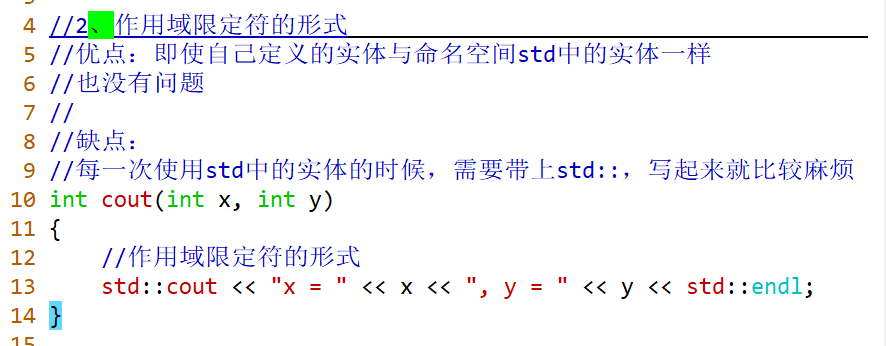 4 //2、作用域限定符的形式
5 //优点：即使自己定义的实体与命名空间std中的实体一样
6 //也没有问题
7 //
8 //缺点：
9 //每一次使用std中的实体的时候，需要带上std::，写起来就比较麻烦
10 int cout(int x, int y)
11 {
12     //作用域限定符的形式
13     std::cout << "x = " << x << ", y = " << y << std::endl;
14 }
15